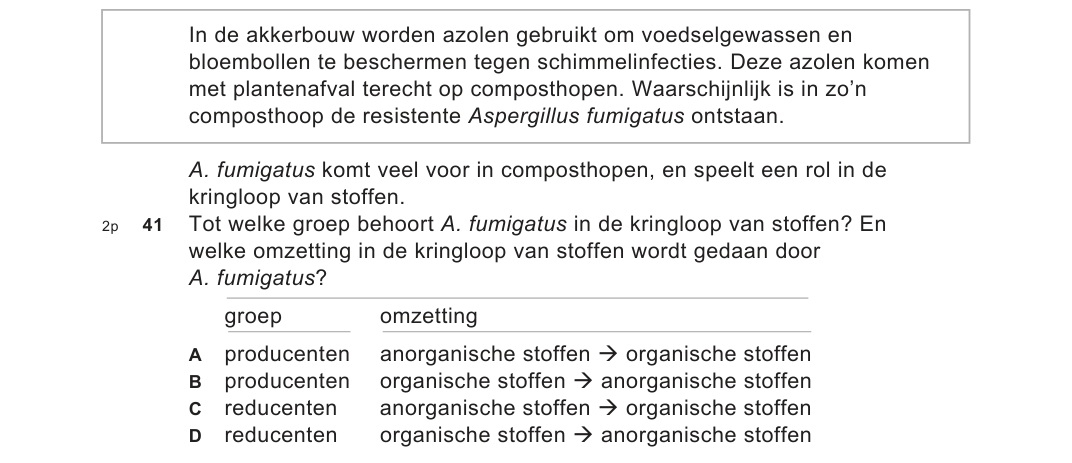 In de akkerbouw worden azolen gebruikt om voedselgewassen en
bloembollen te beschermen tegen schimmelinfecties. Deze azolen komen
met plantenafval terecht op composthopen. Waarschijnlijk is in zo’n
composthoop de resistente Aspergillus fumigatus ontstaan.
A. fumigatus komt veel voor in composthopen, en speelt een rol in de
kringloop van stoffen.
2p 41 Tot welke groep behoort A. fumigatus in de kringloop van stoffen? En
welke omzetting in de kringloop van stoffen wordt gedaan door
A. fumigatus?
groep omzetting
A producenten anorganische stoffen → organische stoffen
B producenten organische stoffen → anorganische stoffen
C reducenten anorganische stoffen → organische stoffen
D reducenten organische stoffen → anorganische stoffen